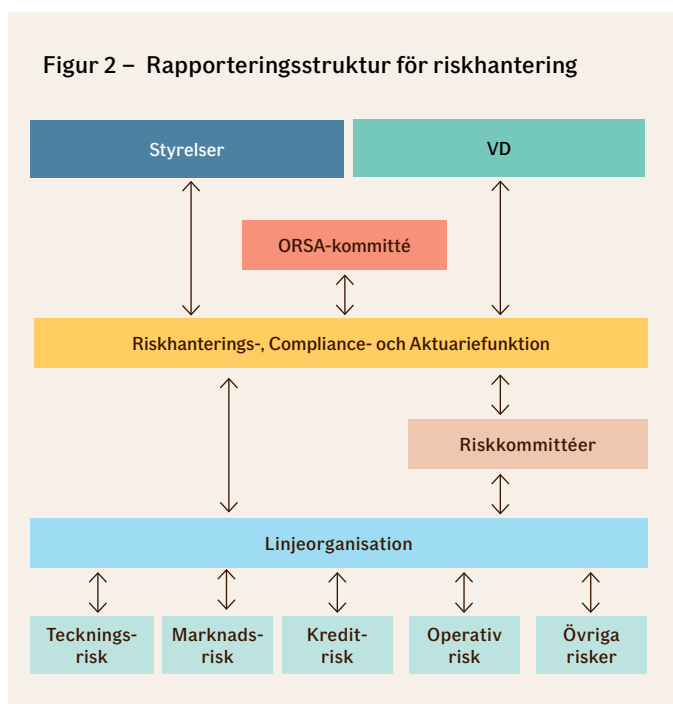 Figur 2 – Rapporteringsstruktur för riskhantering
Styrelser
VD
ORSA-kommitté
Riskhanterings-, Compliance- och Aktuariefunktion
Riskkommittéer
Linjeorganisation
Tecknings-
risk
Marknads-
risk
Kredit-
risk
Operativ
risk
Övriga
risker